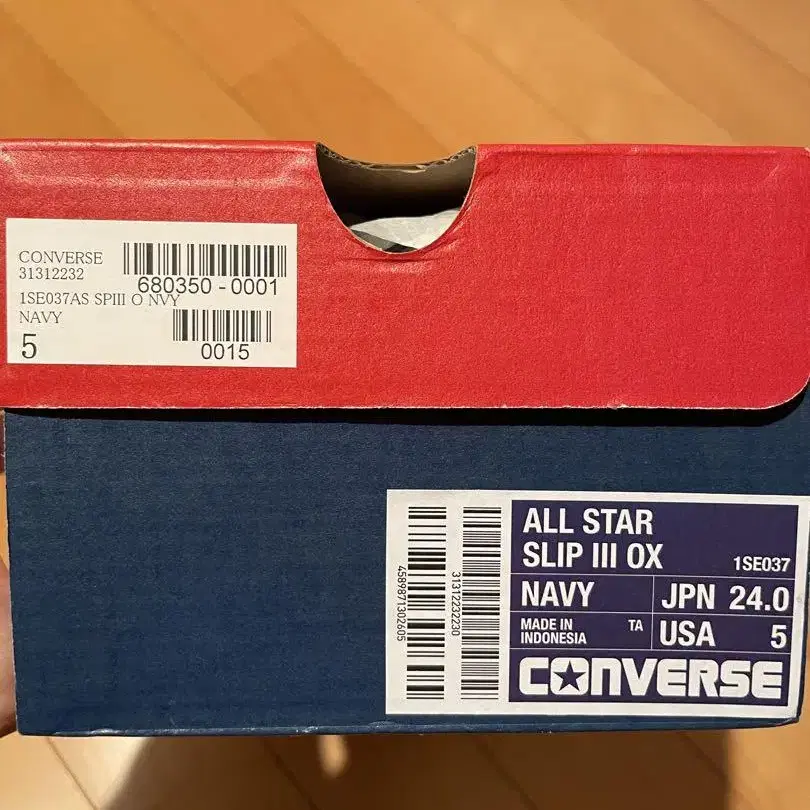 CONVERSE
31312232
680350-0001
1SE037AS SPIII O NVY
NAVY
5
0015
4589871302605
31312232230
ALL STAR
SLIP III OX 1SE037
NAVY JPN 24.0
MADE IN
INDONESIA TA USA 5
CONVERSE